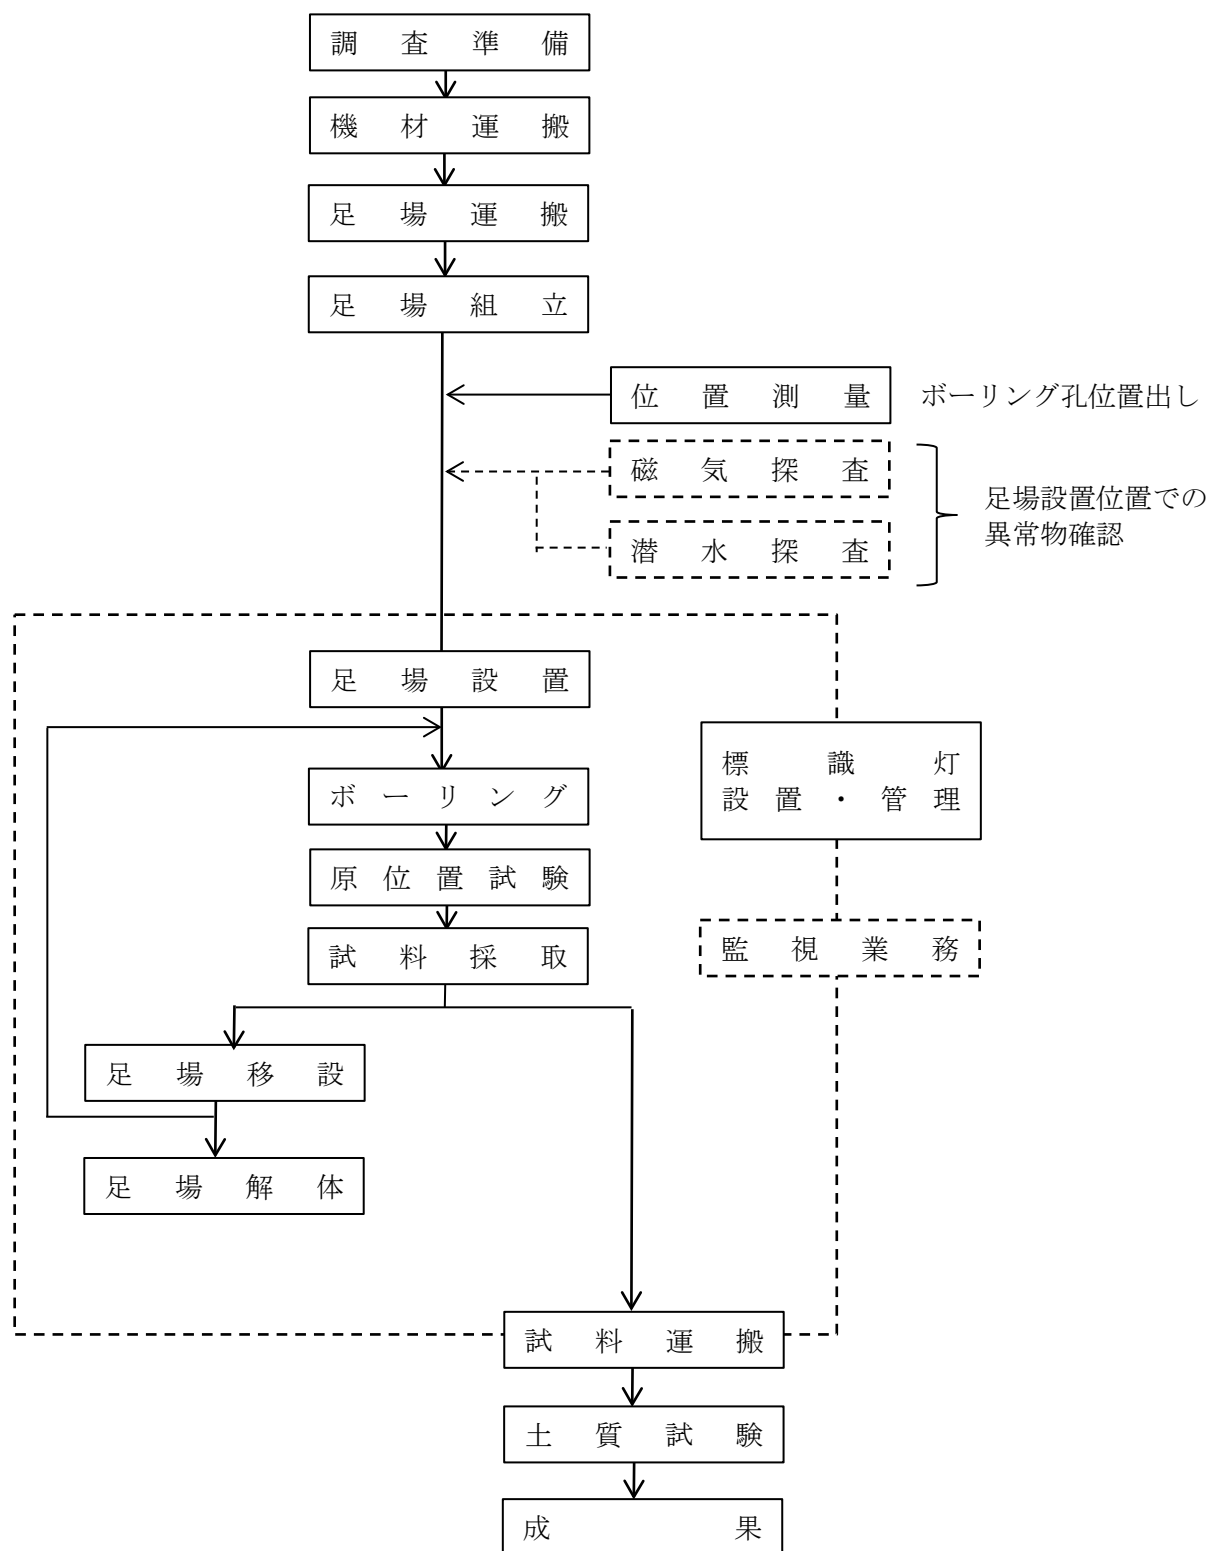 調査準備
機材運搬
足場運搬
足場組立
位置測量
ボーリング孔位置出し
磁気探査
潜水探査
足場設置位置での
異常物確認
足場設置
標識灯
設置・管理
ボーリング
原位置試験
試料採取
監視業務
足場移設
足場解体
試料運搬
土質試験
成果